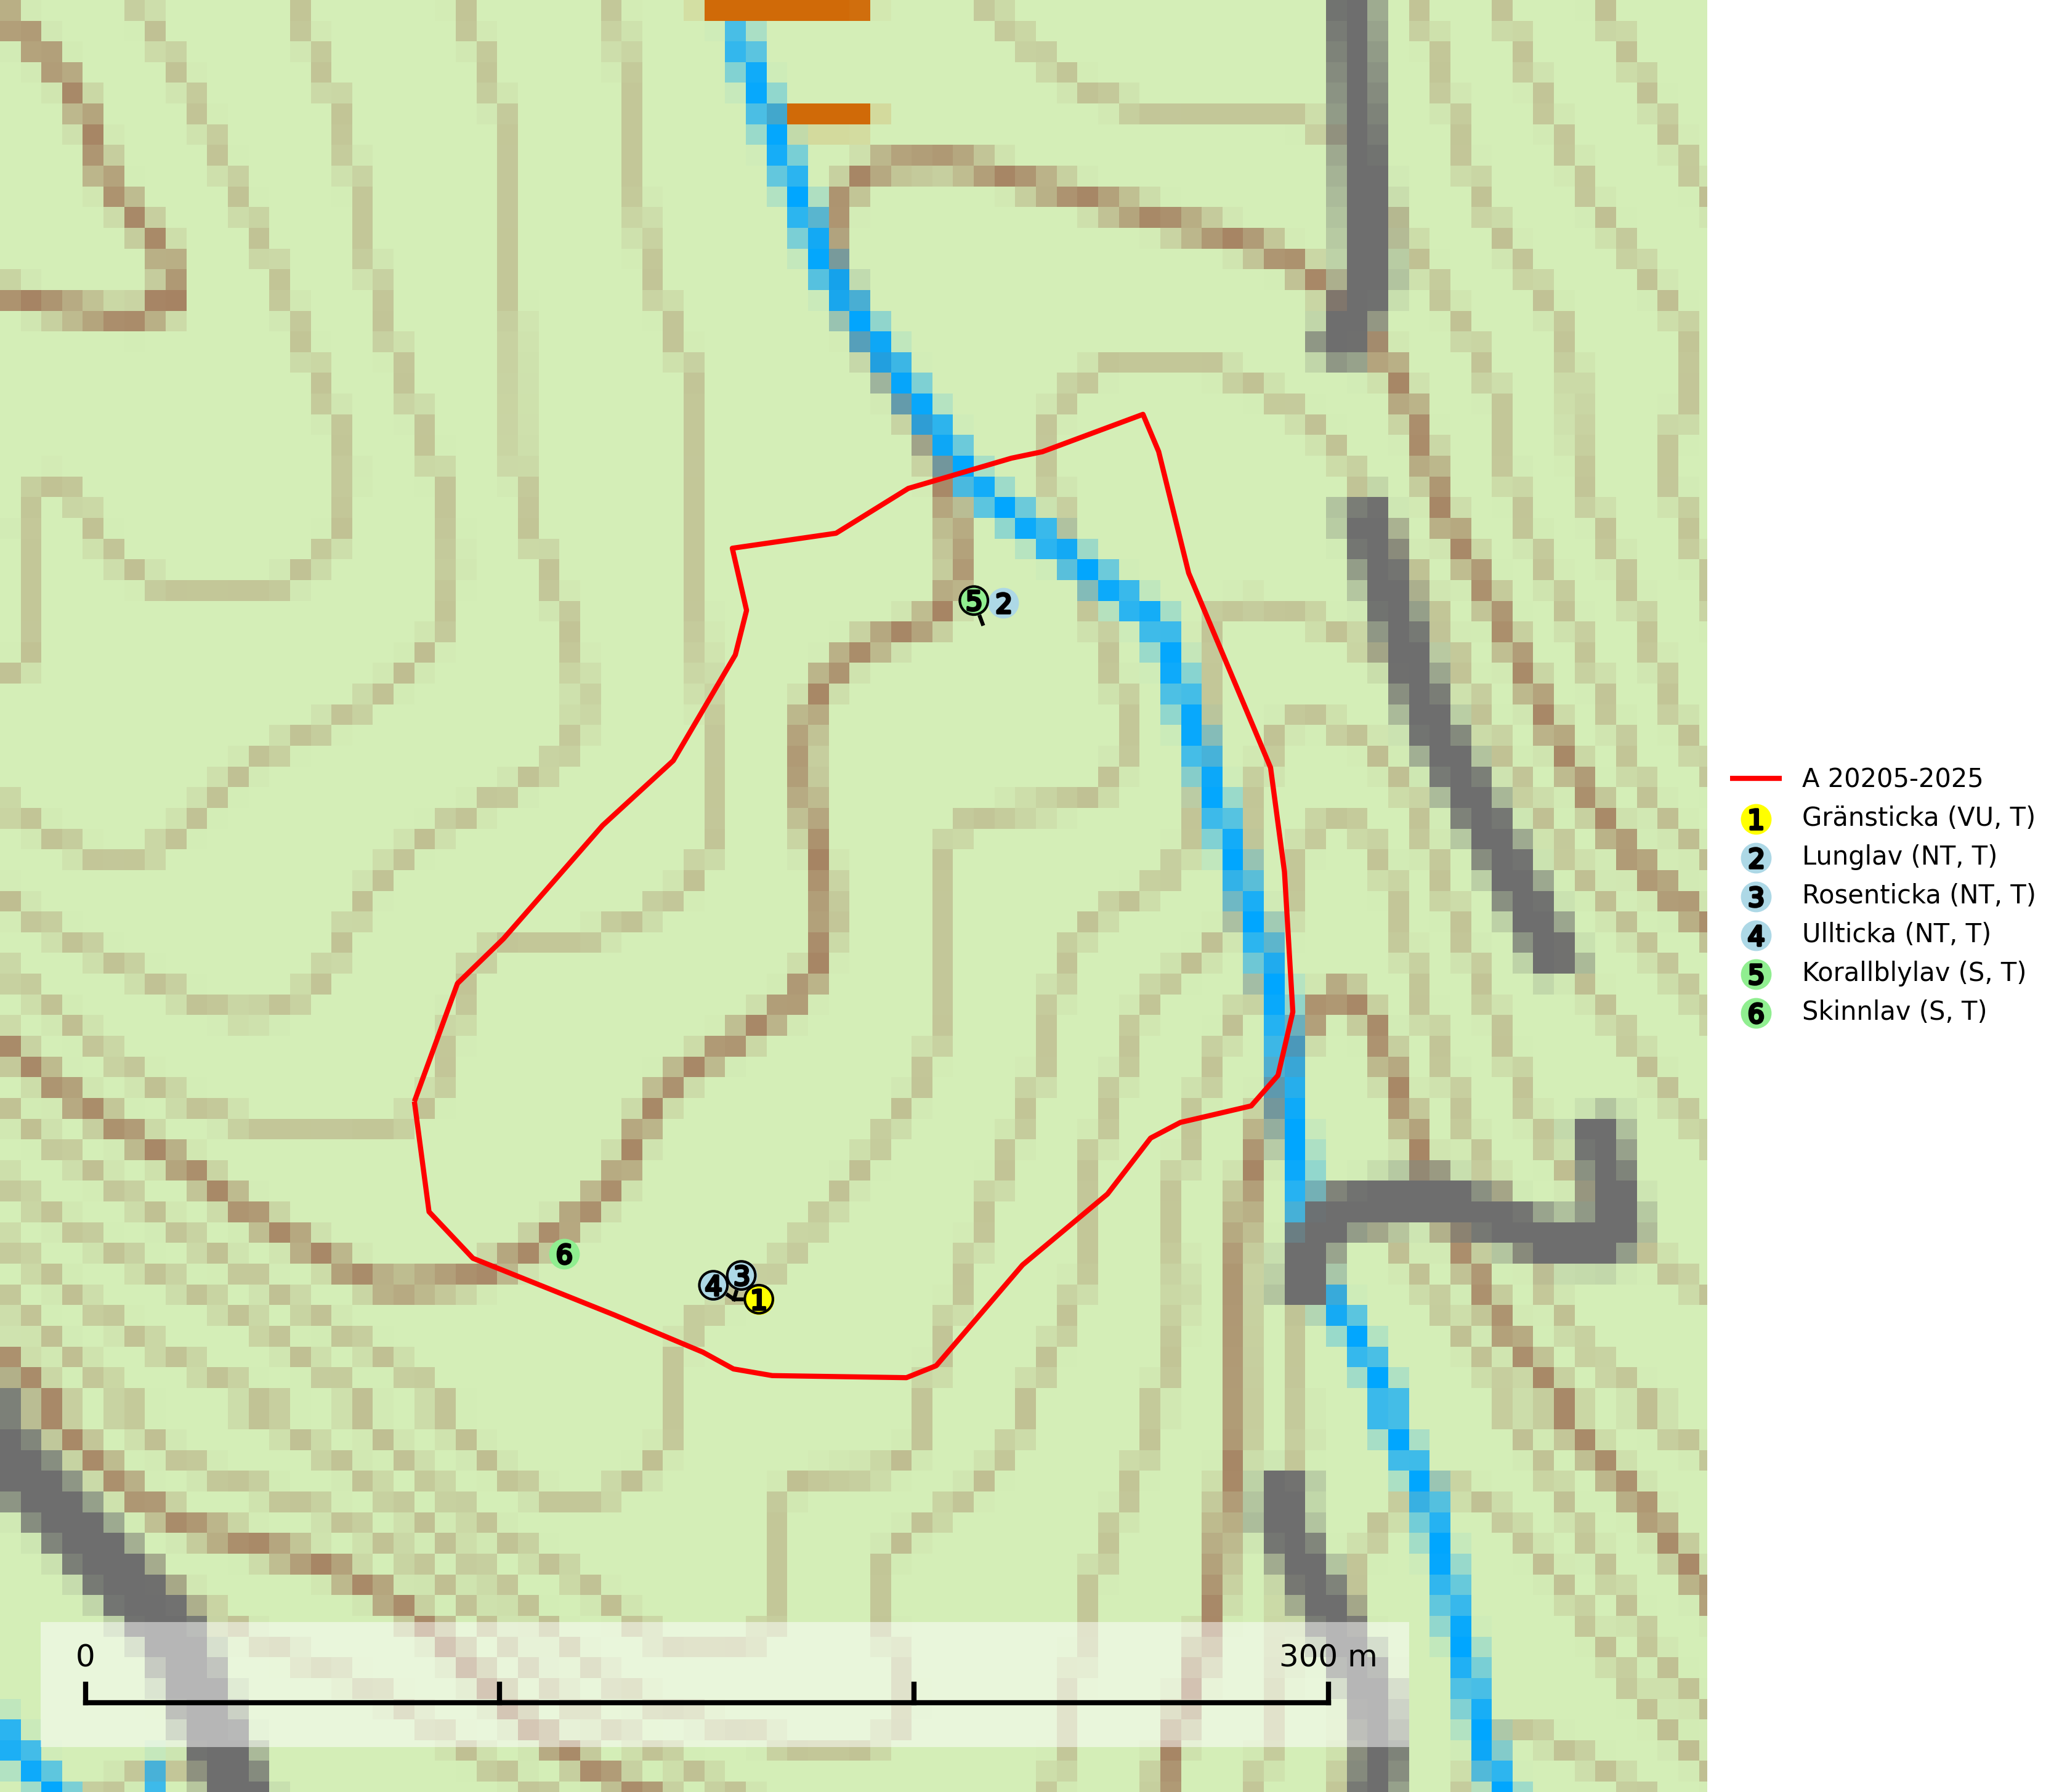 5 2
6
4 3
1
0 300 m
A 20205-2025
1 Gränsticka (VU, T)
2 Lunglav (NT, T)
3 Rosenticka (NT, T)
4 Ullticka (NT, T)
5 Korallblylav (S, T)
6 Skinnlav (S, T)